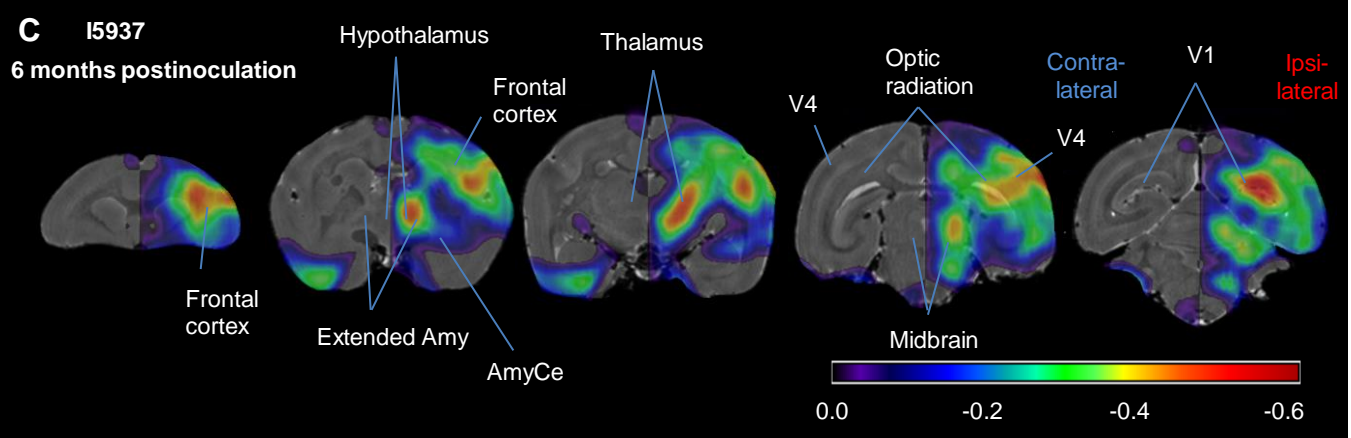 C I5937
6 months postinoculation
Hypothalamus
Frontal
cortex
Thalamus
Optic
radiation
V4
Contra-
lateral
V1
Ipsi-
lateral
V4
Frontal
cortex
Extended Amy
AmyCe
Midbrain
0.0 -0.2 -0.4 -0.6